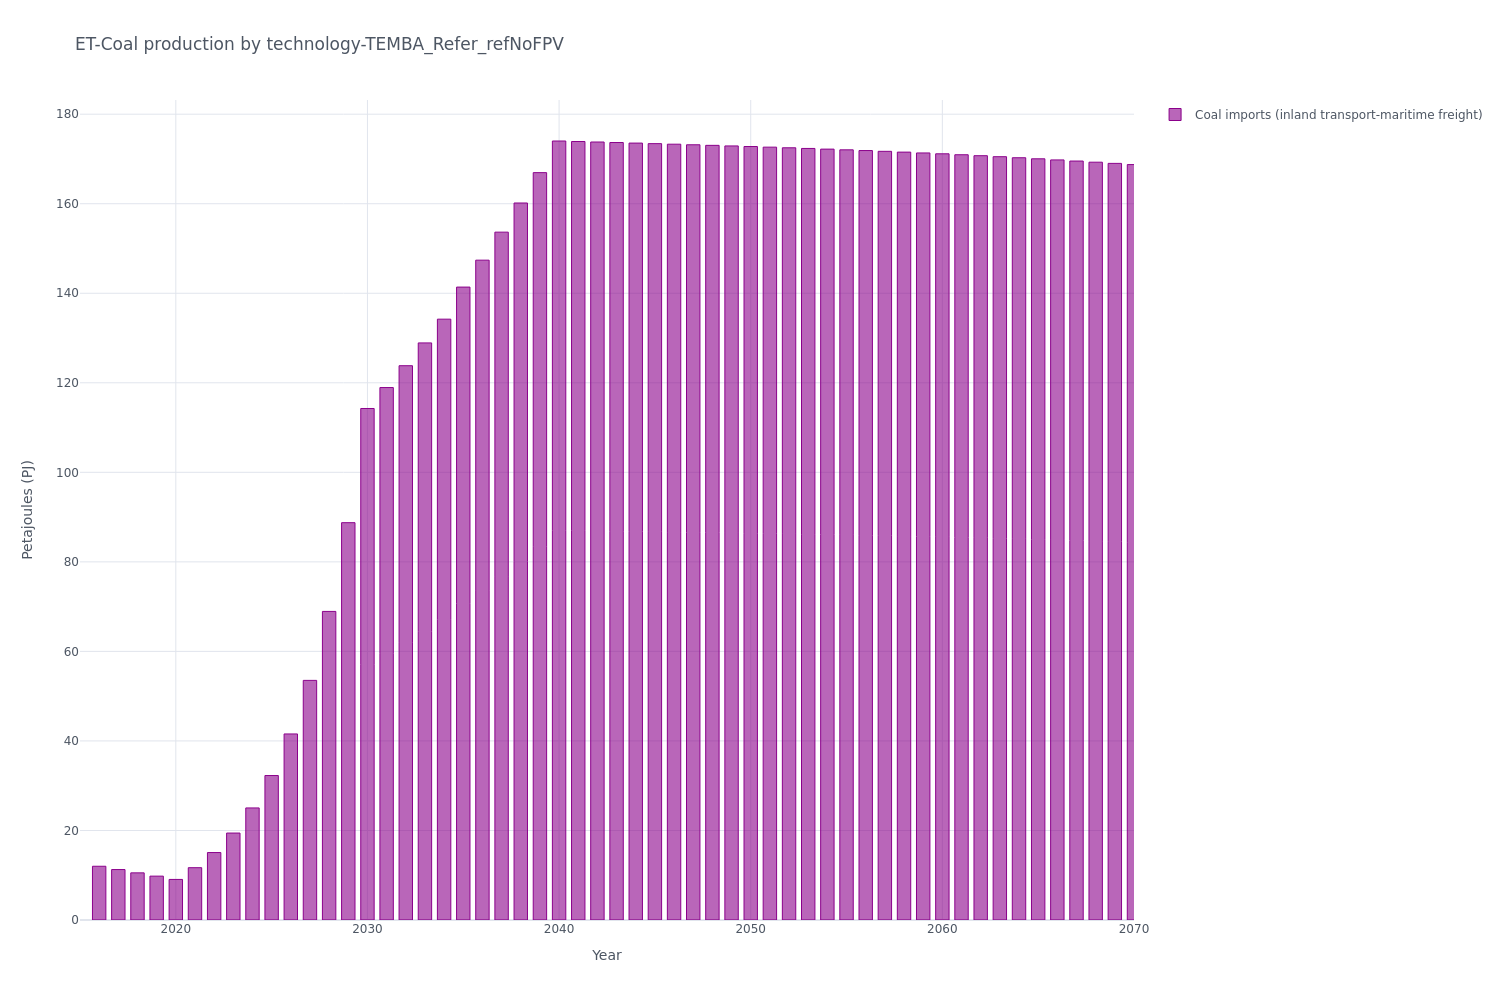 ET-Coal production by technology-TEMBA_Refer_refNoFPV
180
160
140
120
100
80
60
40
20
0
Petajoules (PJ)
2020 2030 2040 2050 2060 2070
Year
Coal imports (inland transport-maritime freight)